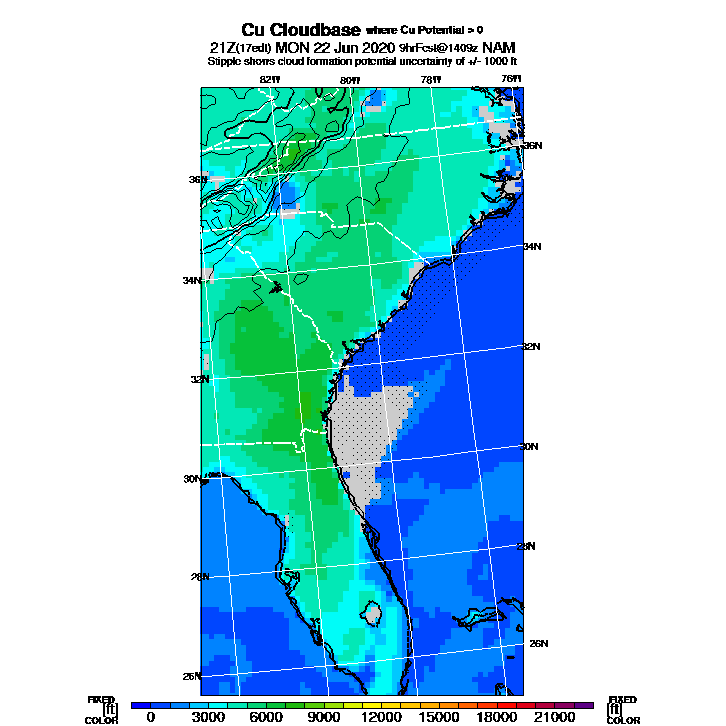 Cu Cloudbase where Cu Potential > 0
21Z(17edt) MON 22 Jun 2020 9hrFcst@1409z NAM
Stipple shows cloud formation potential uncertainty of +/- 1000 ft
82W 80W 78W 76W
36N
36N
34N
34N
32N
32N
30N
30N
28N
28N
26N
26N
FIXED
[ft]
COLOR
0 3000 6000 9000 12000 15000 18000 21000
FIXED
[ft]
COLOR